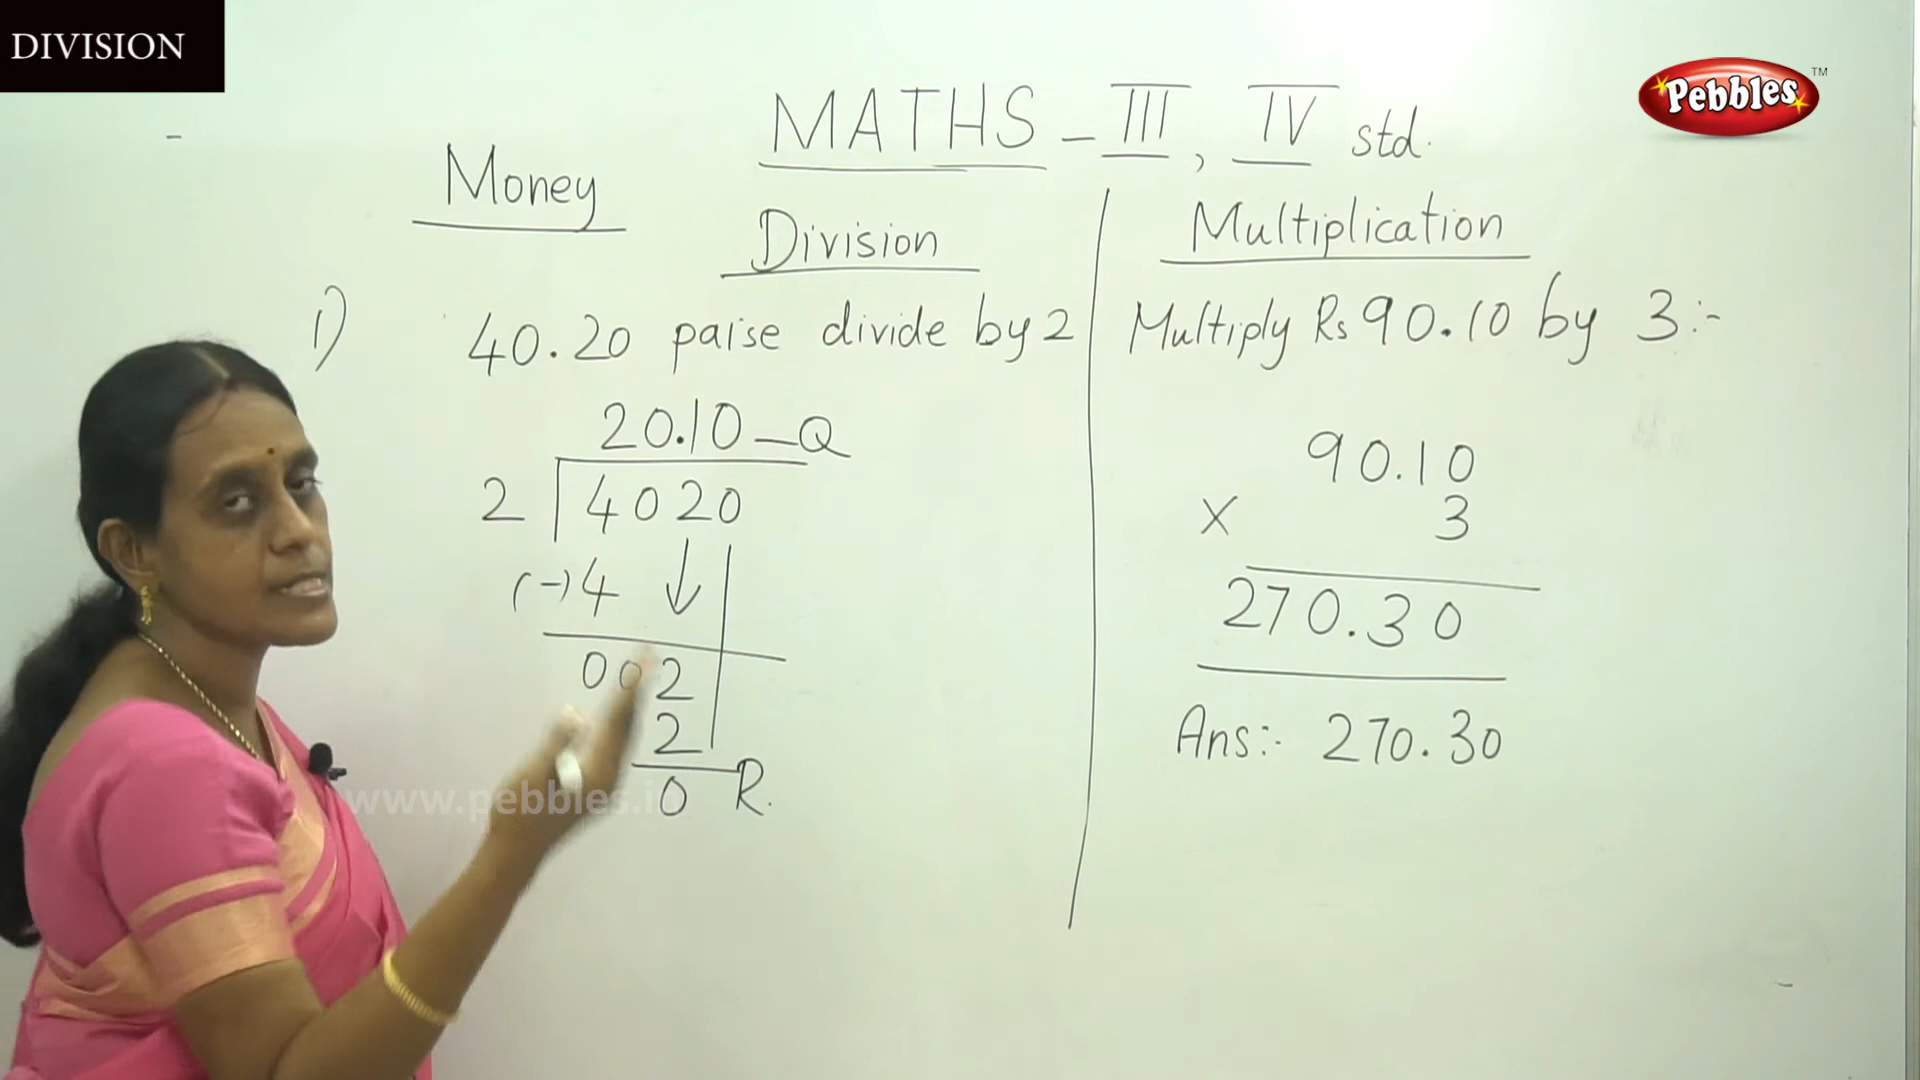 DIVISION
Pebbles TM
MATHS - III, IV std.
Money
Division
1) 40.20 paise divide by 2
20.10 - Q
2 4020
(-) 4
002
2
0 R.
Multiplication
Multiply Rs 90.10 by 3 :-
90.10
x 3
270.30
Ans :- 270.30
www.pebbles.i